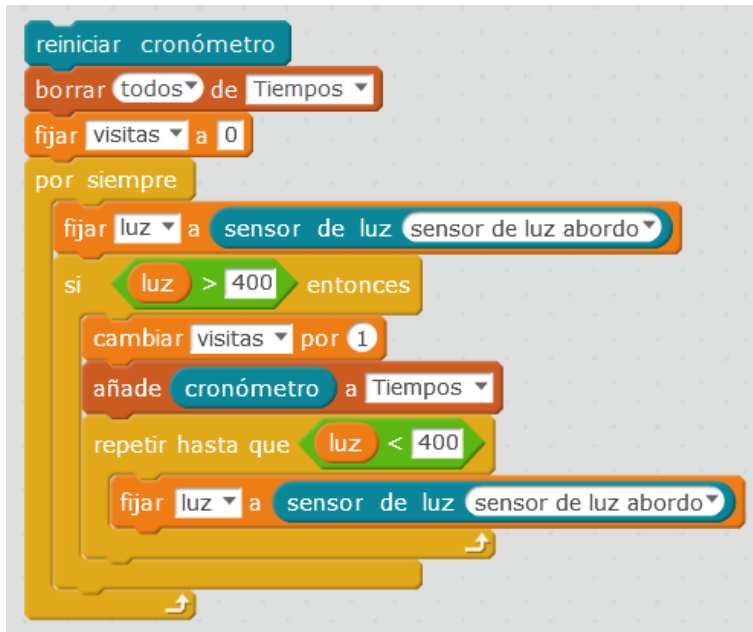 reiniciar cronómetro
borrar todos de Tiempos
fijar visitas a 0
por siempre
fijar luz a sensor de luz sensor de luz abordo
si luz > 400 entonces
cambiar visitas por 1
añade cronómetro a Tiempos
repetir hasta que luz < 400
fijar luz a sensor de luz sensor de luz abordo